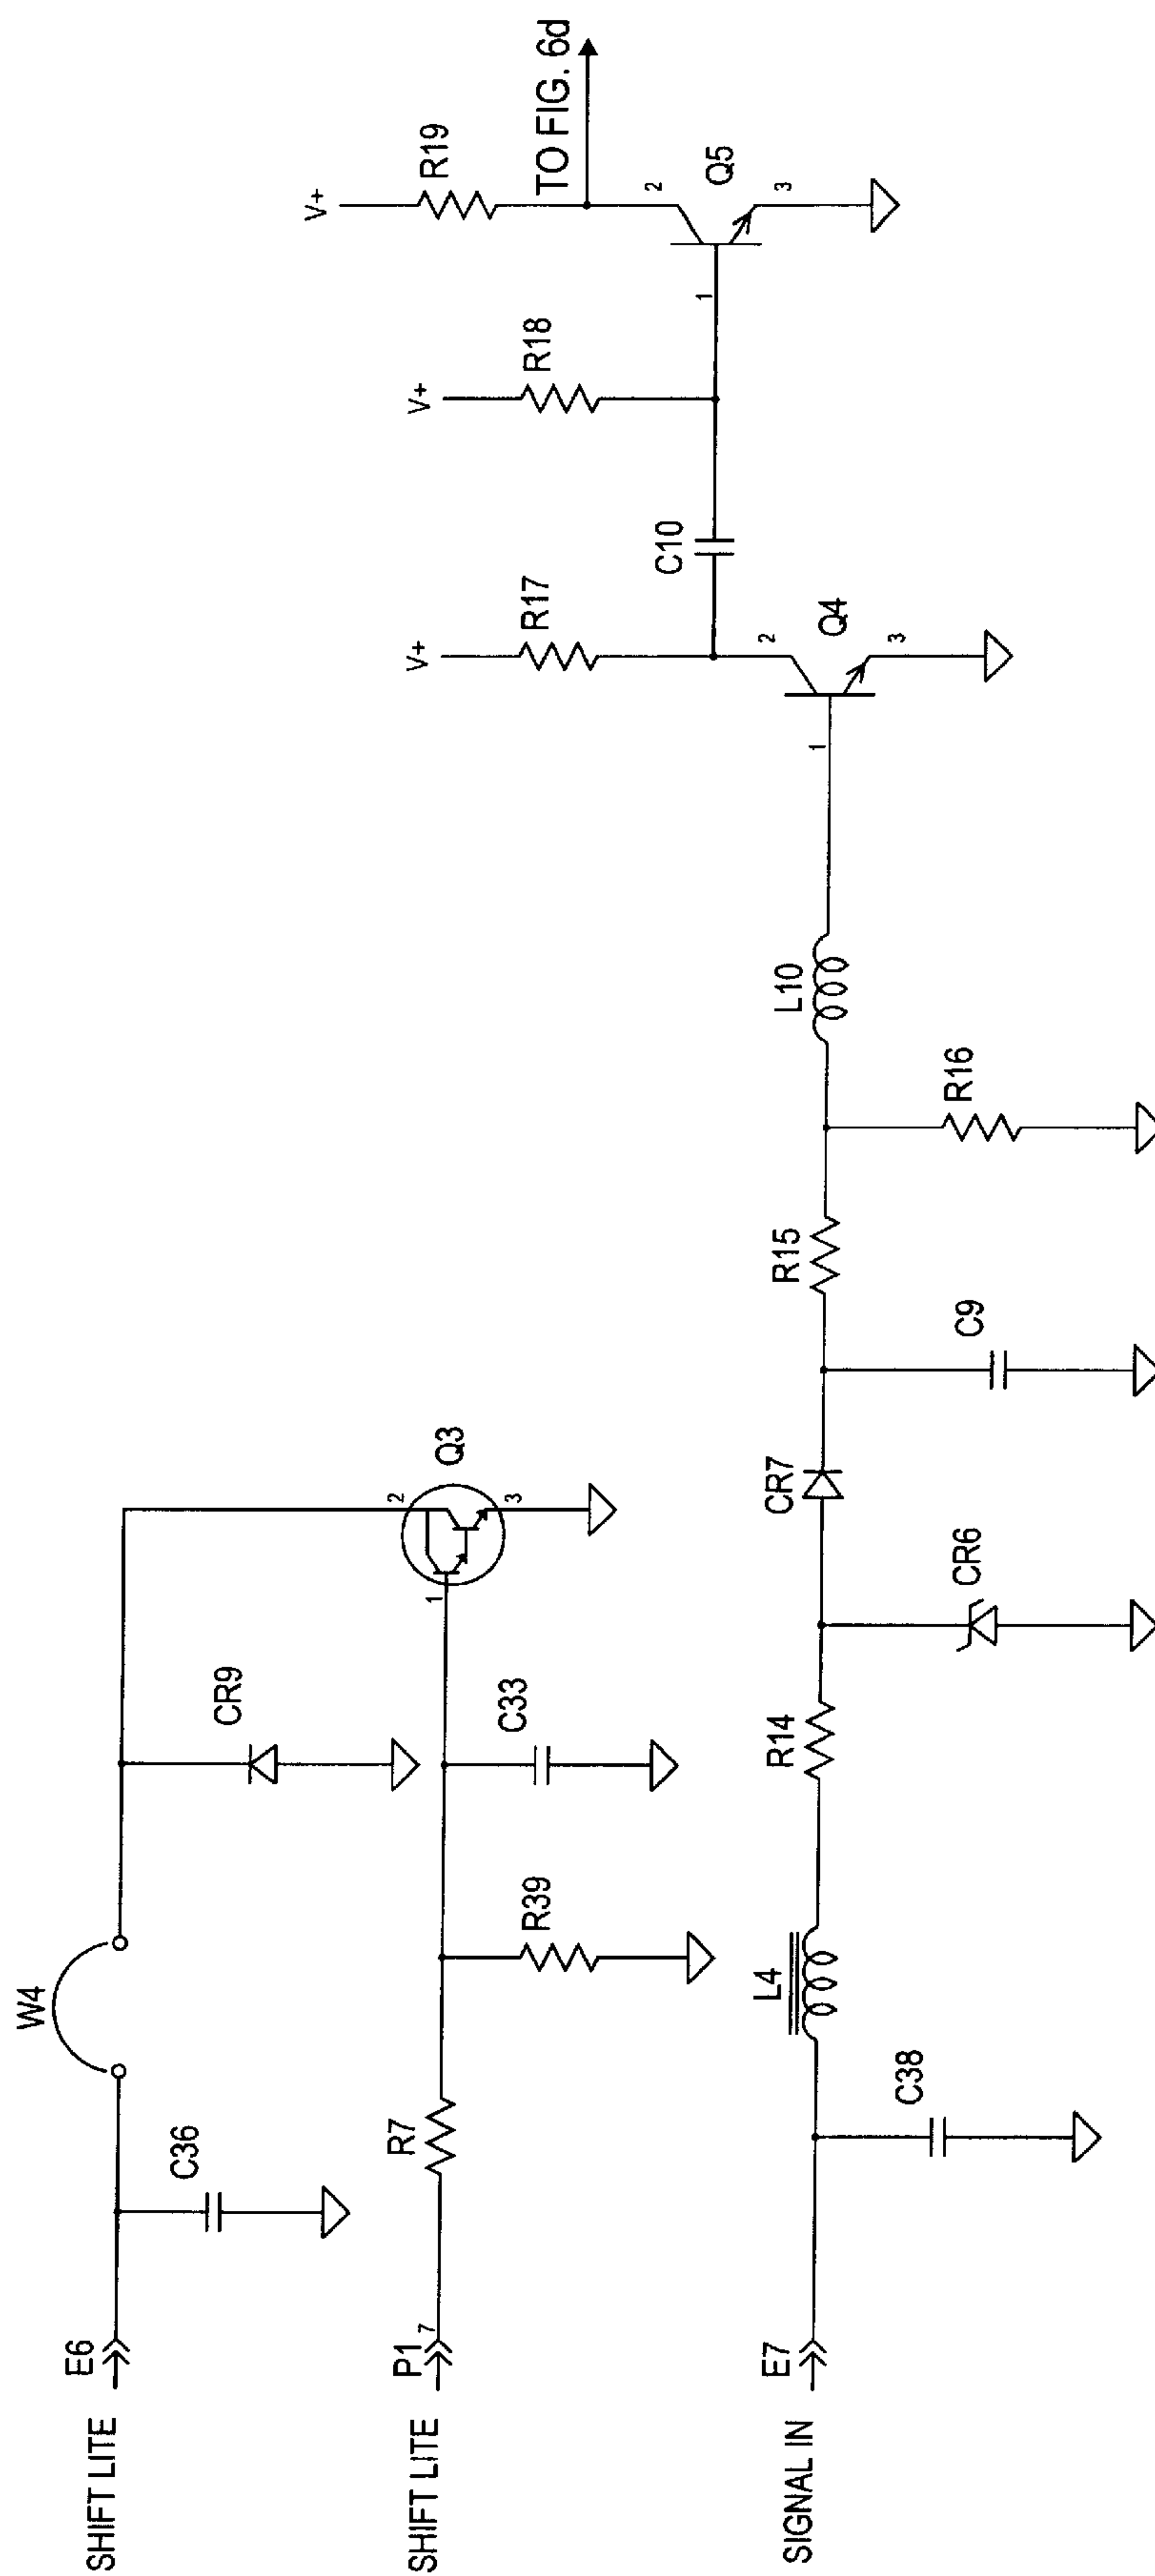 SHIFT LITE
E6
C36
W4
CR9
SHIFT LITE
P1
7
R7
R39
C33
1
2
Q3
3
SIGNAL IN
E7
C38
L4
R14
CR6
CR7
C9
R15
R16
L10
1
2
Q4
3
V+
R17
C10
V+
R18
1
2
Q5
3
V+
R19
TO FIG. 6d